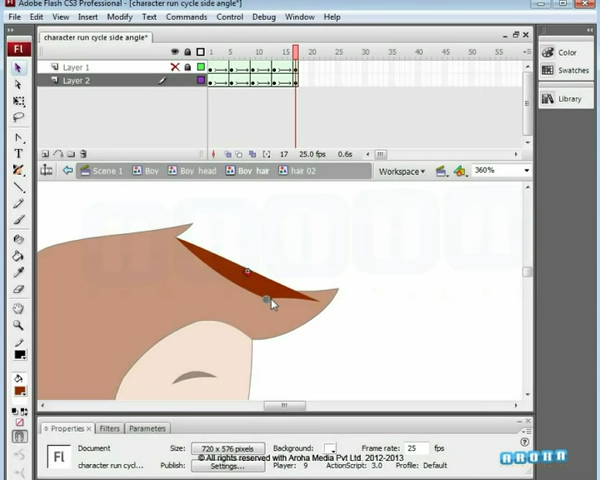 Adobe Flash CS3 Professional - [character run cycle side angle*]
File Edit View Insert Modify Text Commands Control Debug Window Help
Fl
character run cycle side angle*
1 5 10 15 20 25 30 35 40 45 50 55
Layer 1
Layer 2
17 25.0 fps 0.6s
Scene 1 Boy Boy head Boy hair hair 02
Workspace 360%
Color
Swatches
Library
T
Properties × Filters Parameters
Fl
Document
character run cycl...
Size: 720 x 576 pixels Background: Frame rate: 25 fps
Publish: Settings... Player: 9 ActionScript: 3.0 Profile: Default
© All rights reserved with Aroha Media Pvt Ltd. 2012-2013
AROHA